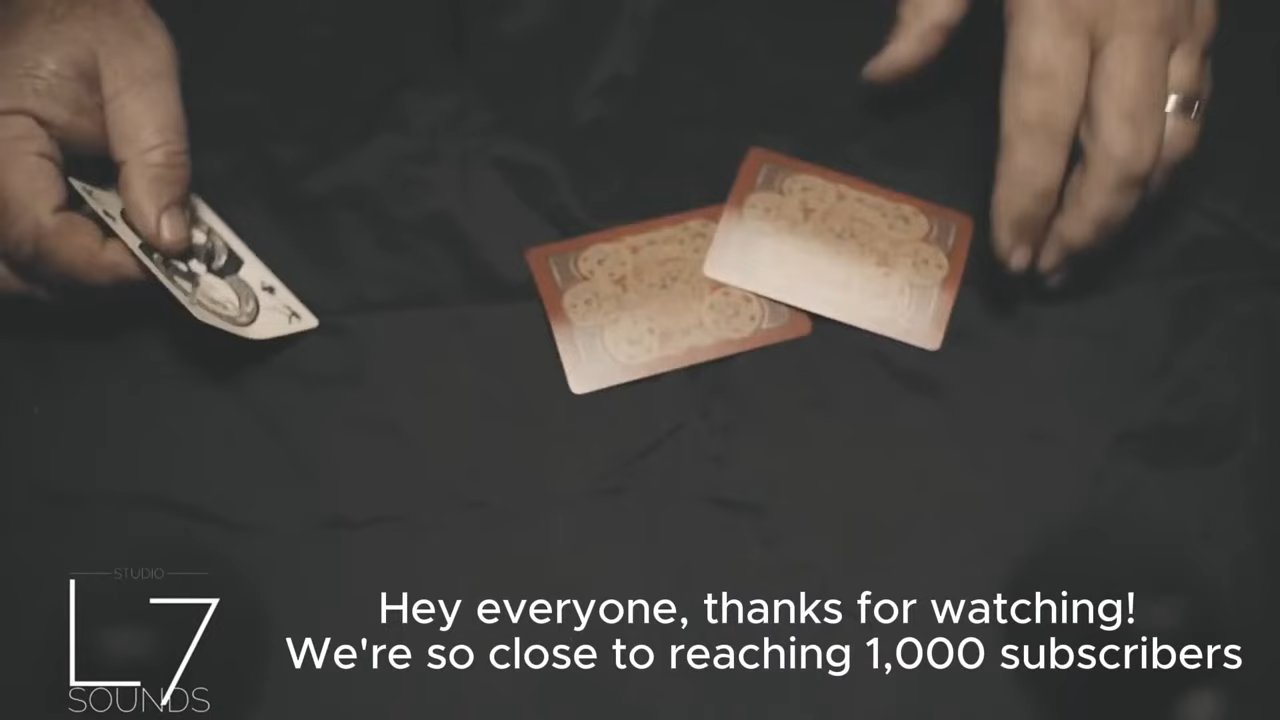 STUDIO
L7
SOUNDS
Hey everyone, thanks for watching!
We're so close to reaching 1,000 subscribers